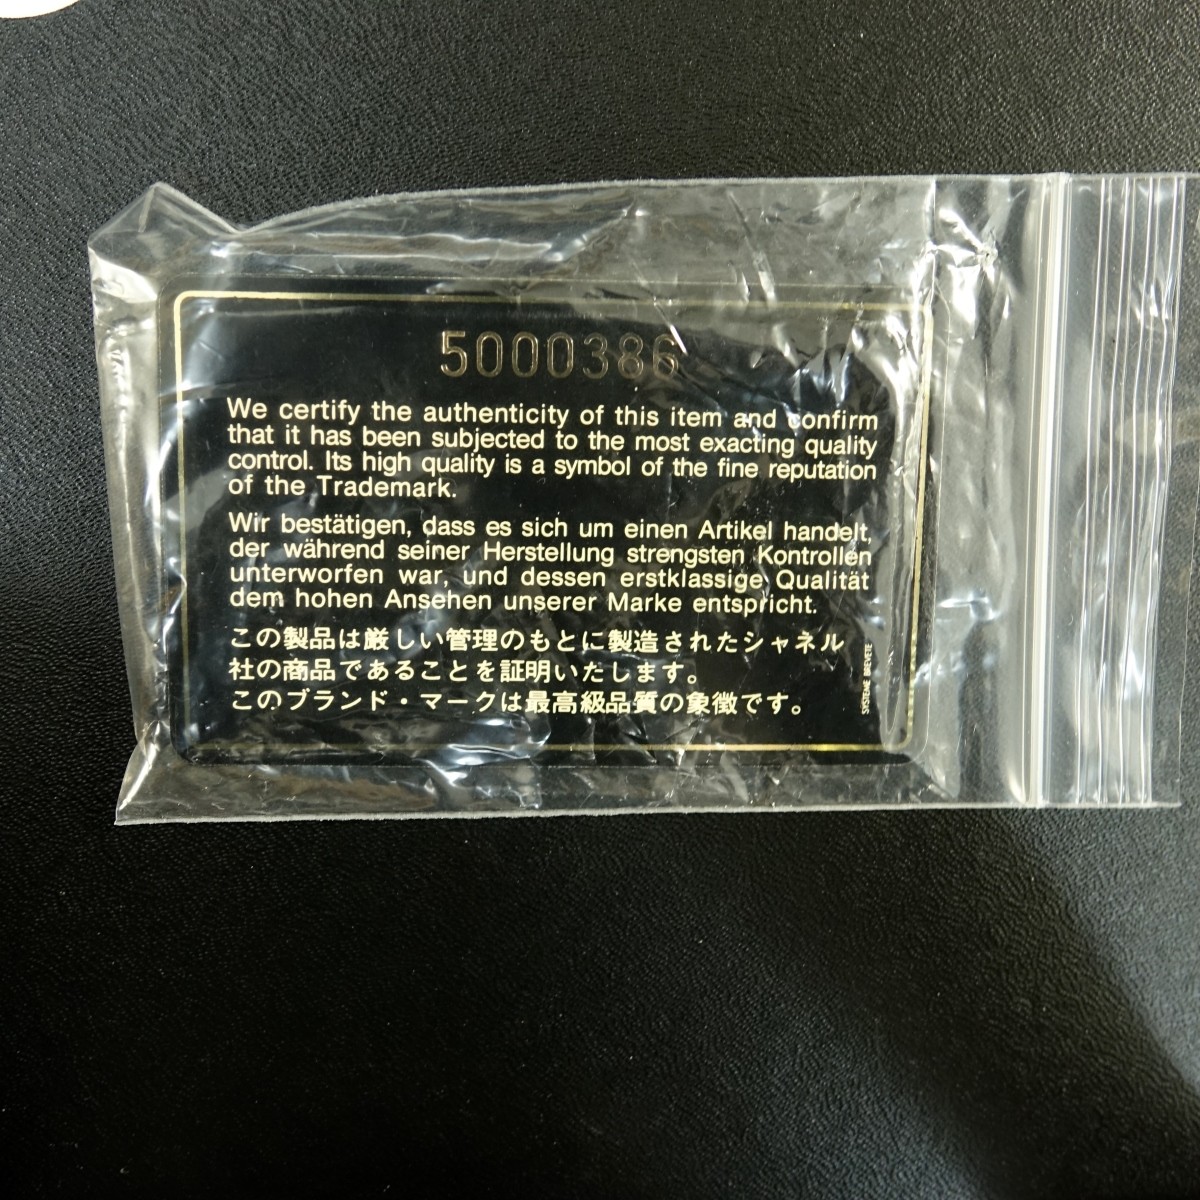 5000386
We certify the authenticity of this item and confirm
that it has been subjected to the most exacting quality
control. Its high quality is a symbol of the fine reputation
of the Trademark.
Wir bestätigen, dass es sich um einen Artikel handelt,
der während seiner Herstellung strengsten Kontrollen
unterworfen war, und dessen erstklassige Qualität
dem hohen Ansehen unserer Marke entspricht.
この製品は厳しい管理のもとに製造されたシャネル
社の商品であることを証明いたします。
このブランド・マークは最高級品質の象徴です。
SYSTEME BREVETE